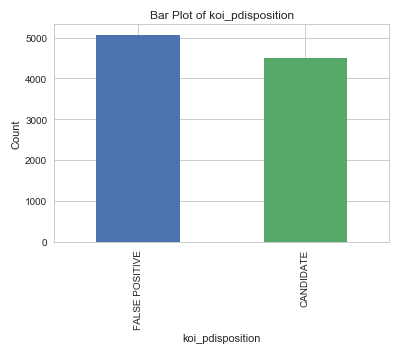 Bar Plot of koi_pdisposition
5000
4000
3000
2000
1000
0
Count
FALSE POSITIVE
CANDIDATE
koi_pdisposition